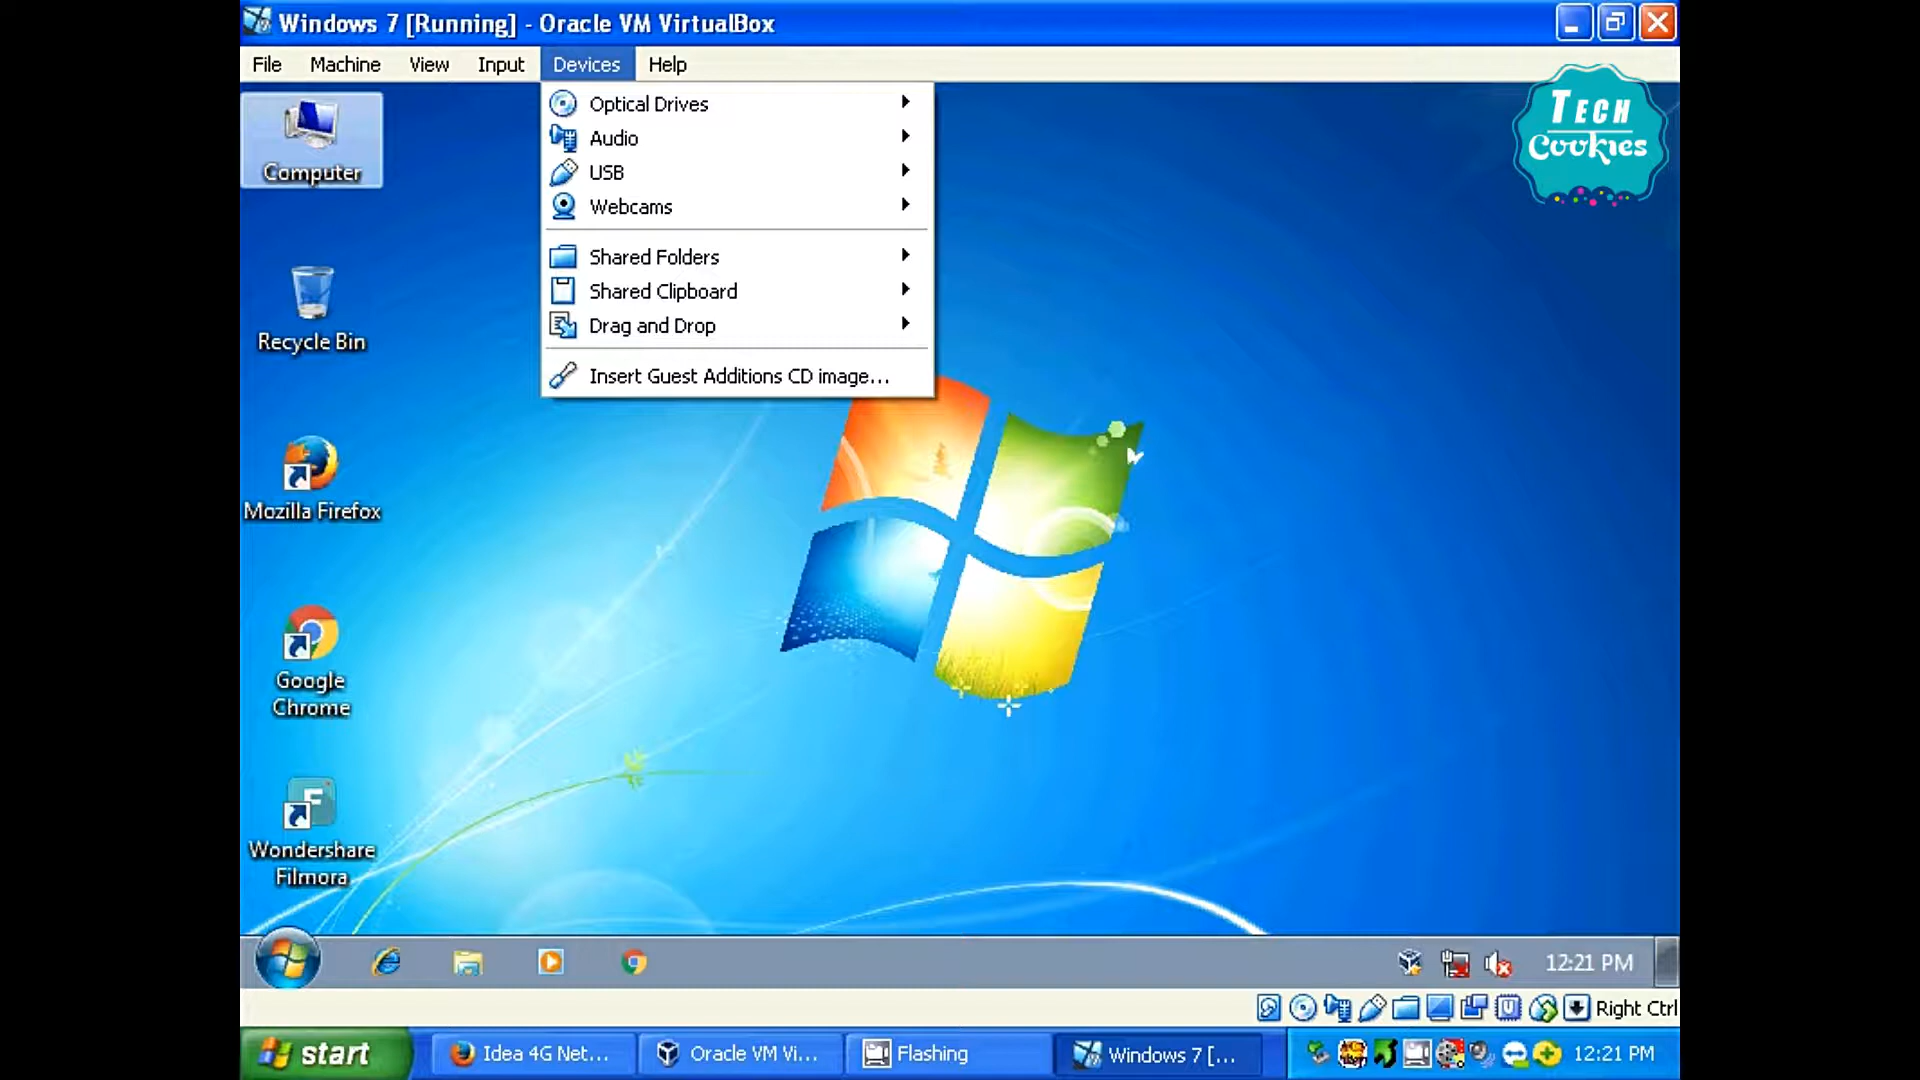 Windows 7 [Running] - Oracle VM VirtualBox
File Machine View Input Devices Help
Optical Drives
Audio
USB
Webcams
Shared Folders
Shared Clipboard
Drag and Drop
Insert Guest Additions CD image...
TECH
Cookies
Computer
Recycle Bin
Mozilla Firefox
Google
Chrome
Wondershare
Filmora
12:21 PM
Right Ctrl
start
Idea 4G Net...
Oracle VM Vi...
Flashing
Windows 7 [...
12:21 PM